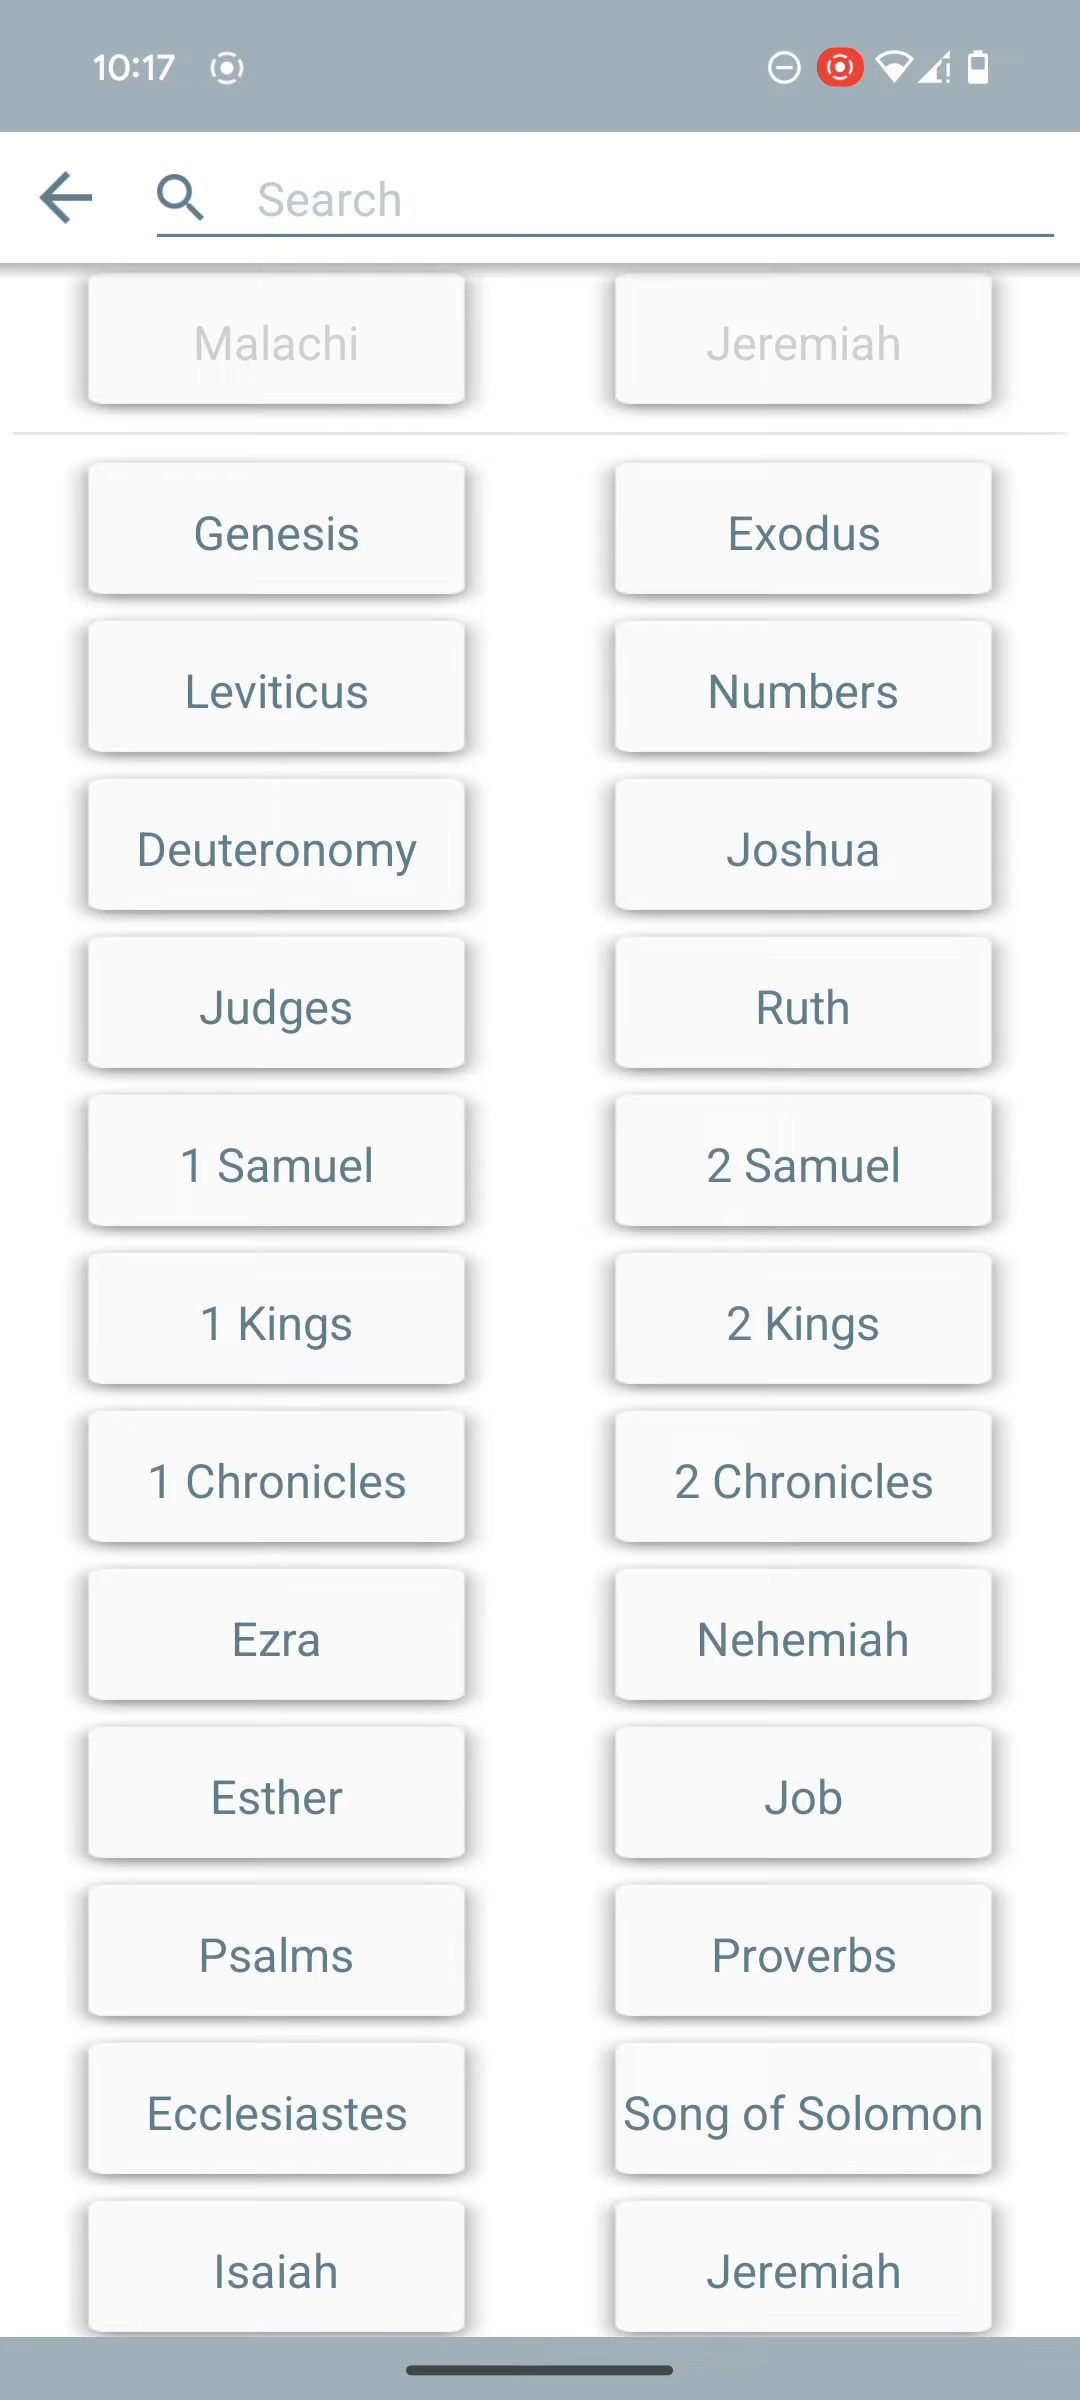 10:17
Search
Malachi Jeremiah
Genesis Exodus
Leviticus Numbers
Deuteronomy Joshua
Judges Ruth
1 Samuel 2 Samuel
1 Kings 2 Kings
1 Chronicles 2 Chronicles
Ezra Nehemiah
Esther Job
Psalms Proverbs
Ecclesiastes Song of Solomon
Isaiah Jeremiah